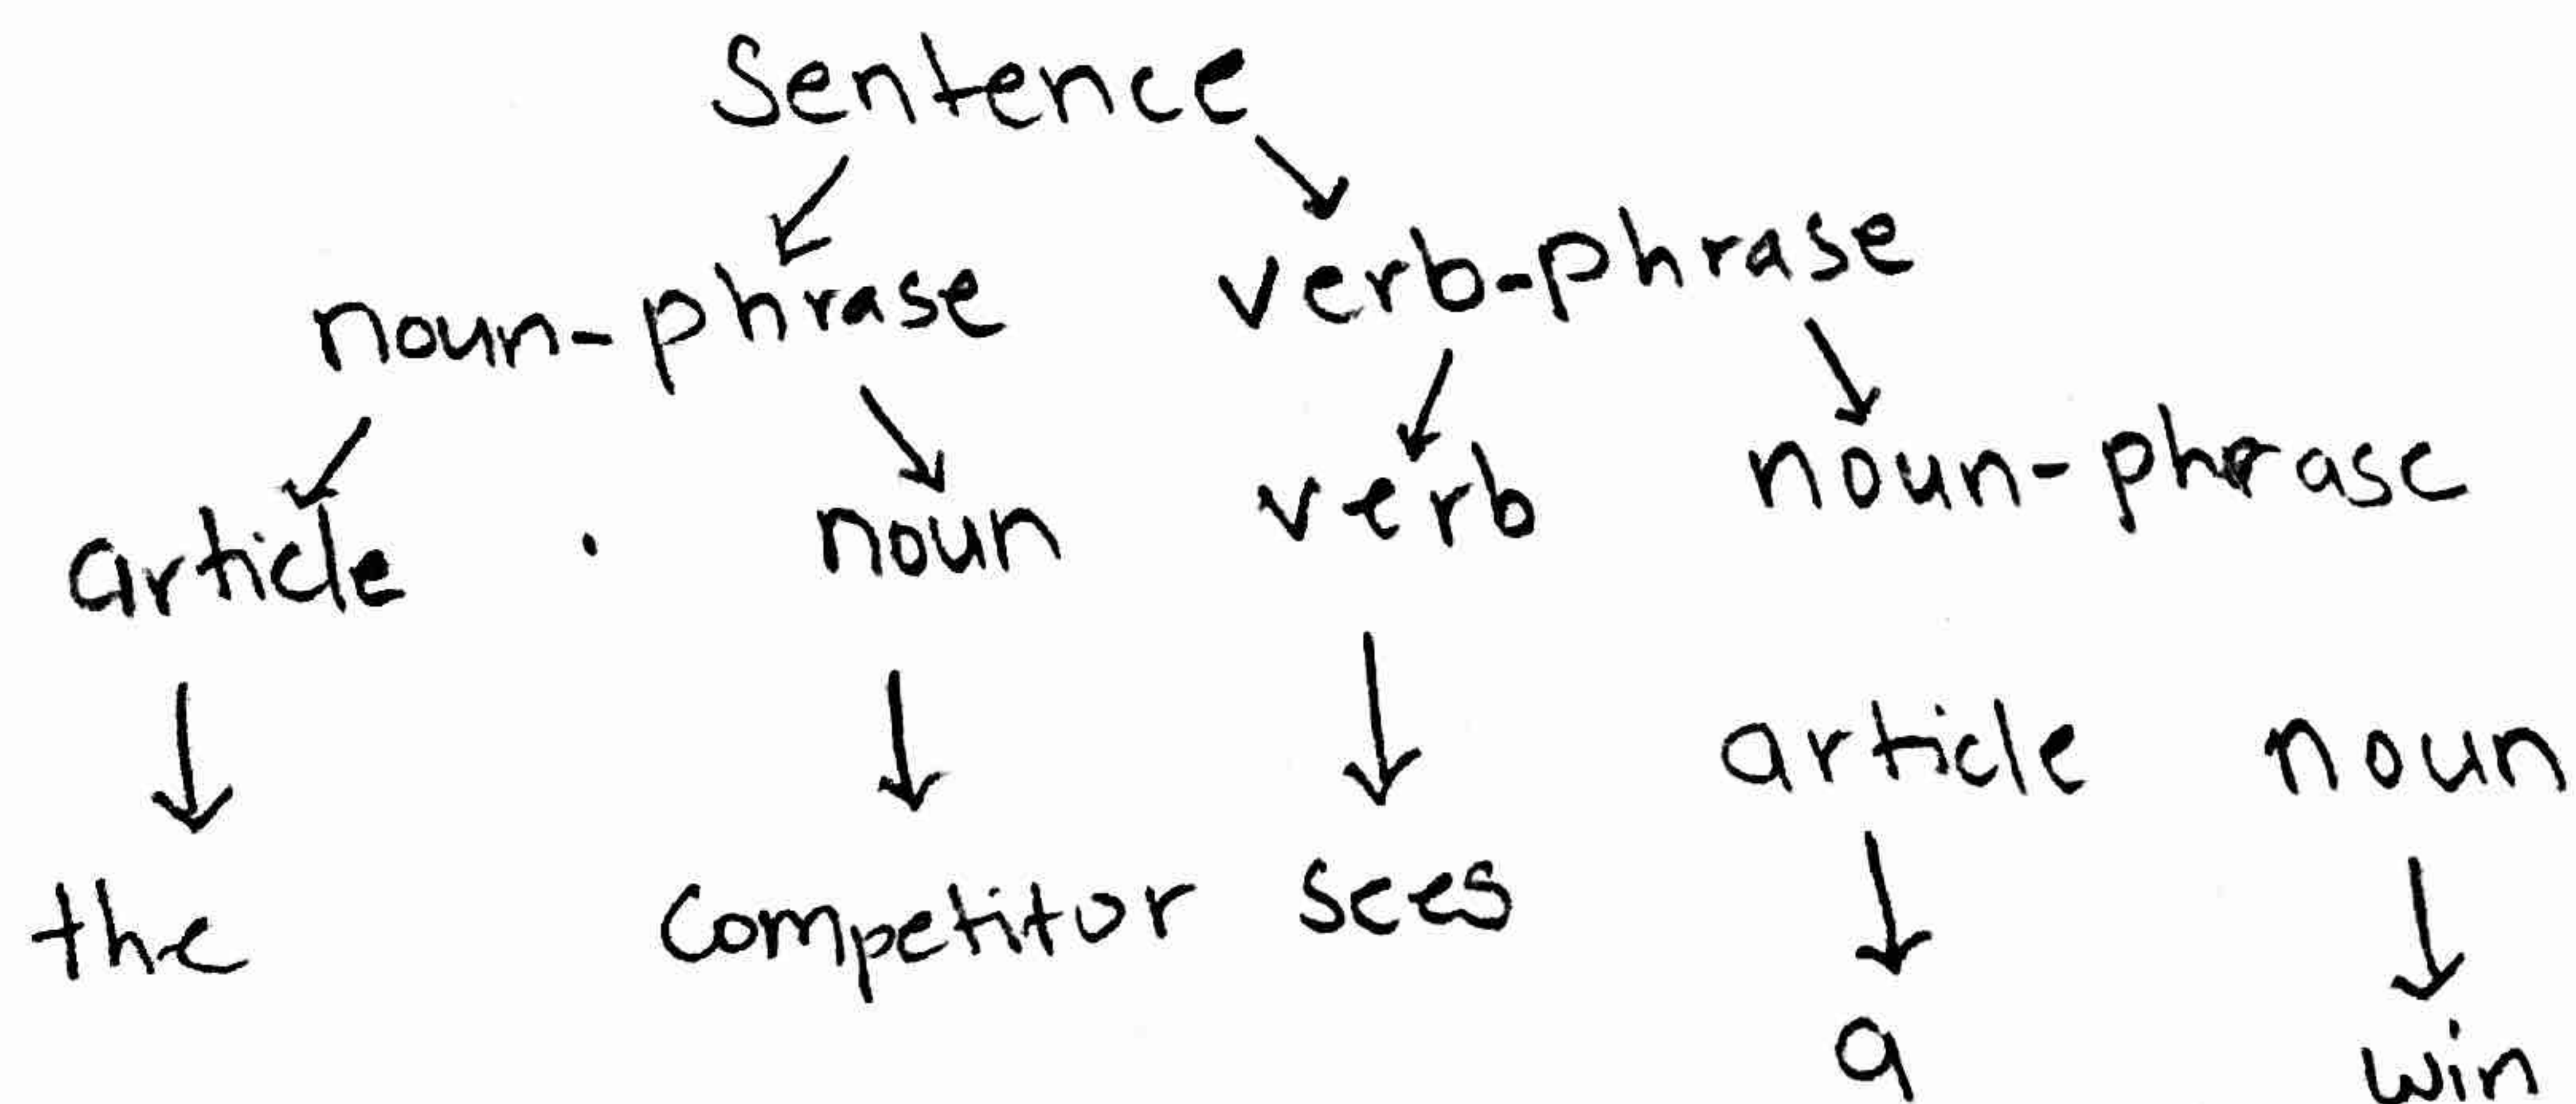 Sentence
noun-phrase verb-phrase
article noun verb noun-phrase
article noun
the competitor sees
a win